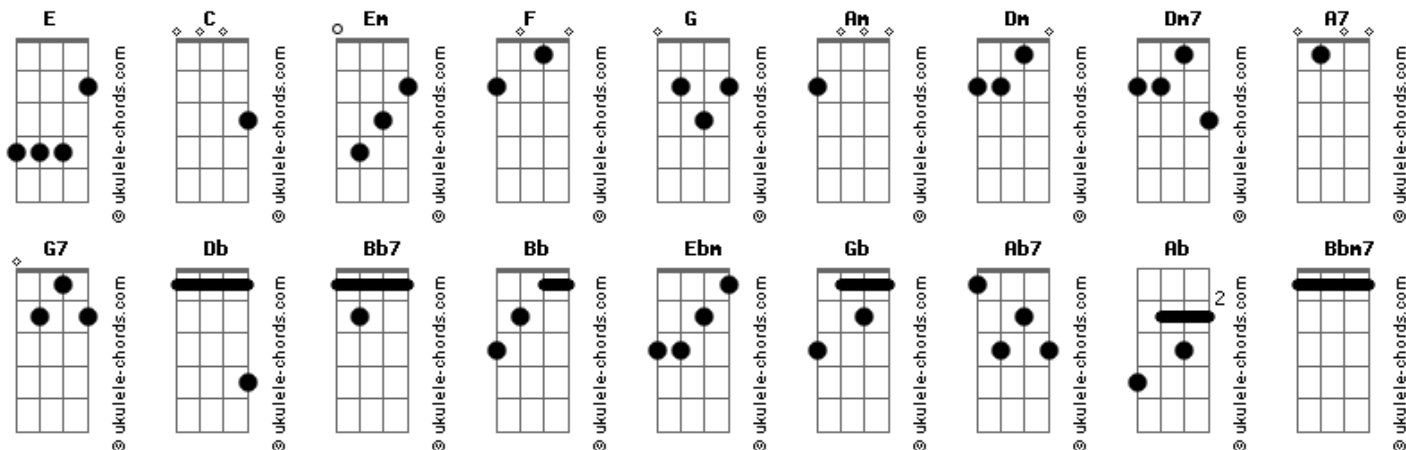 E C Em F G Am Dm Dm7 A7
© ukulele-chords.com © ukulele-chords.com © ukulele-chords.com © ukulele-chords.com © ukulele-chords.com © ukulele-chords.com © ukulele-chords.com © ukulele-chords.com © ukulele-chords.com
G7 Db Bb7 Bb Ebm Gb Ab7 Ab Bbm7
2
© ukulele-chords.com © ukulele-chords.com © ukulele-chords.com © ukulele-chords.com © ukulele-chords.com © ukulele-chords.com © ukulele-chords.com © ukulele-chords.com © ukulele-chords.com